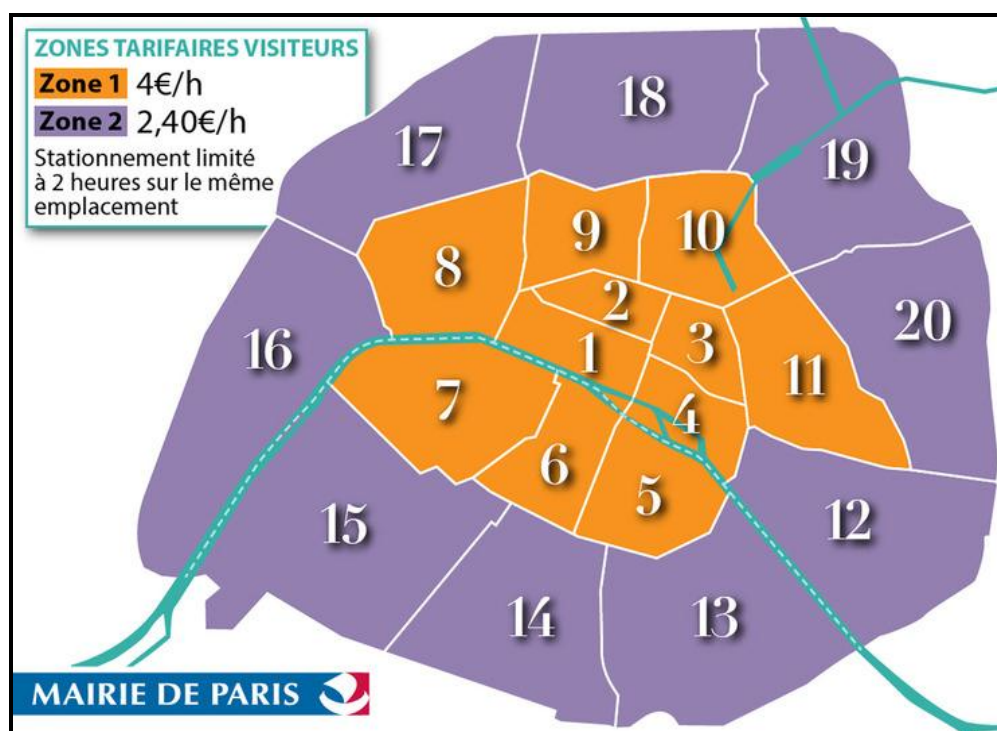 ZONES TARIFAIRES VISITEURS
Zone 1 4€/h
Zone 2 2,40€/h
Stationnement limité
à 2 heures sur le même
emplacement
18
17
19
9
10
8
2
20
16
3
1
11
7
4
6
5
12
15
14
13
MAIRIE DE PARIS